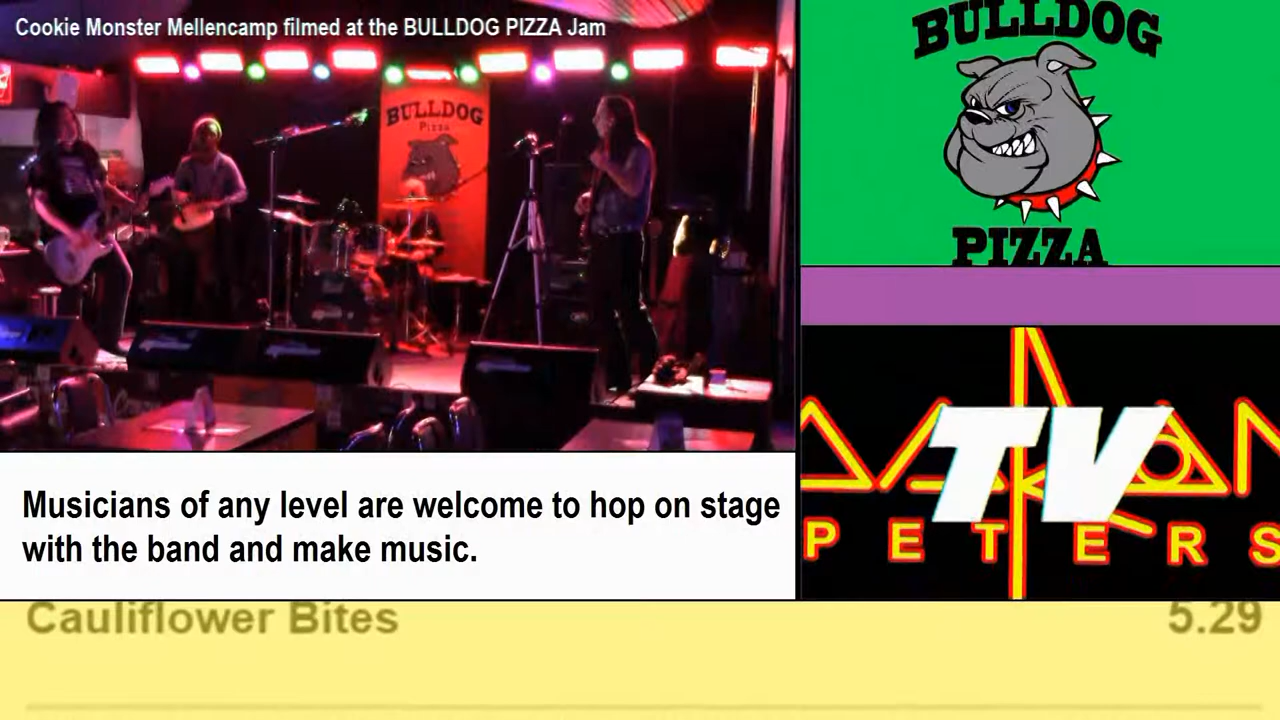 Cookie Monster Mellencamp filmed at the BULLDOG PIZZA Jam
BULLDOG
Pizza
BULLDOG
PIZZA
TV
PETERS
Musicians of any level are welcome to hop on stage
with the band and make music.
Cauliflower Bites 5.29